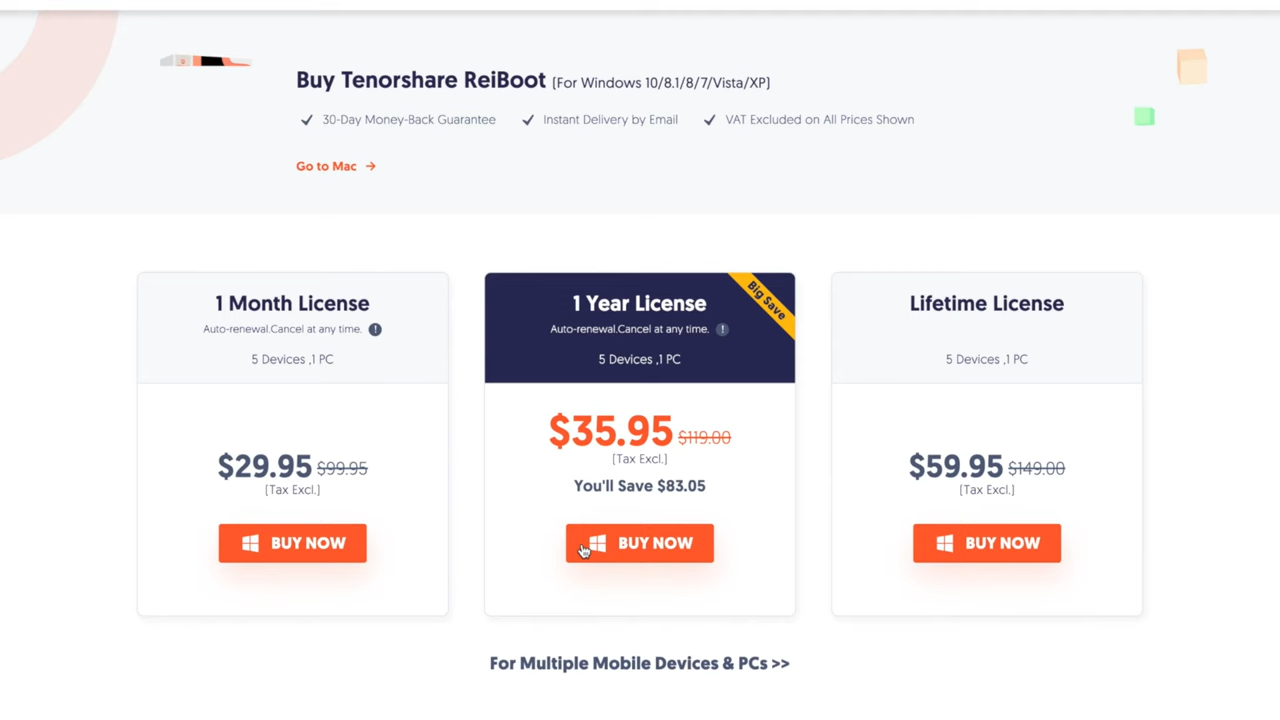 Buy Tenorshare ReiBoot [For Windows 10/8.1/8/7/Vista/XP]
30-Day Money-Back Guarantee Instant Delivery by Email VAT Excluded on All Prices Shown
Go to Mac →
1 Month License
Auto-renewal.Cancel at any time. !
5 Devices ,1 PC
$29.95 $99.95
[Tax Excl.]
BUY NOW
Big Save
1 Year License
Auto-renewal.Cancel at any time. !
5 Devices ,1 PC
$35.95 $119.00
[Tax Excl.]
You'll Save $83.05
BUY NOW
Lifetime License
5 Devices ,1 PC
$59.95 $149.00
[Tax Excl.]
BUY NOW
For Multiple Mobile Devices & PCs >>